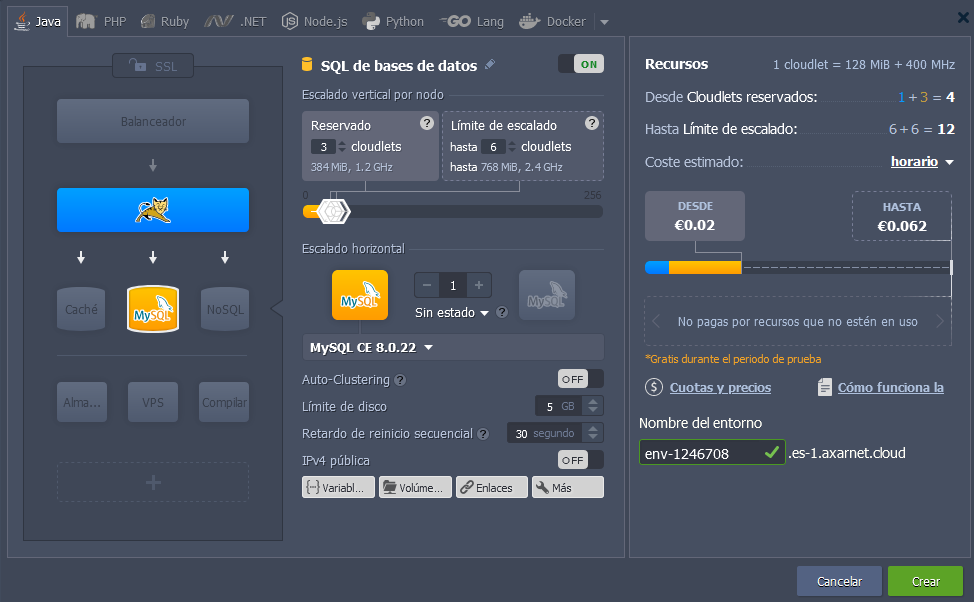 Java PHP Ruby .NET Node.js Python GO Lang Docker
SSL
Balanceador
Caché
MySQL
NoSQL
Alma...
VPS
Compilar
SQL de bases de datos
ON
Escalado vertical por nodo
Reservado ?
3 cloudlets
384 MiB, 1.2 GHz
Límite de escalado ?
hasta 6 cloudlets
hasta 768 MiB, 2.4 GHz
0
256
Escalado horizontal
MySQL
1
Sin estado ?
MySQL
MySQL CE 8.0.22
Auto-Clustering ? OFF
Límite de disco 5 GB
Retardo de reinicio secuencial ? 30 segundo
IPv4 pública OFF
Variabl... Volúme... Enlaces Más
Recursos 1 cloudlet = 128 MiB + 400 MHz
Desde Cloudlets reservados: 1 + 3 = 4
Hasta Límite de escalado: 6 + 6 = 12
Coste estimado: horario
DESDE
€0.02
HASTA
€0.062
No pagas por recursos que no estén en uso
*Gratis durante el periodo de prueba
$ Cuotas y precios
Cómo funciona la
Nombre del entorno
env-1246708 .es-1.axarnet.cloud
Cancelar Crear